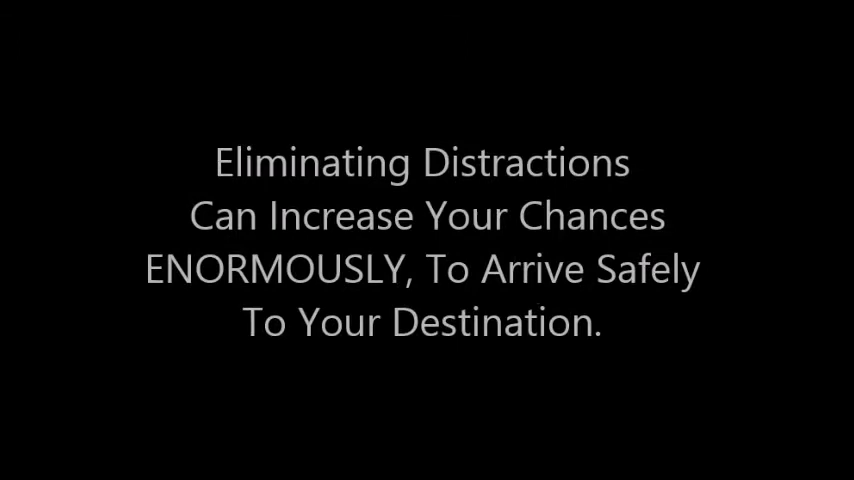 Eliminating Distractions
Can Increase Your Chances
ENORMOUSLY, To Arrive Safely
To Your Destination.